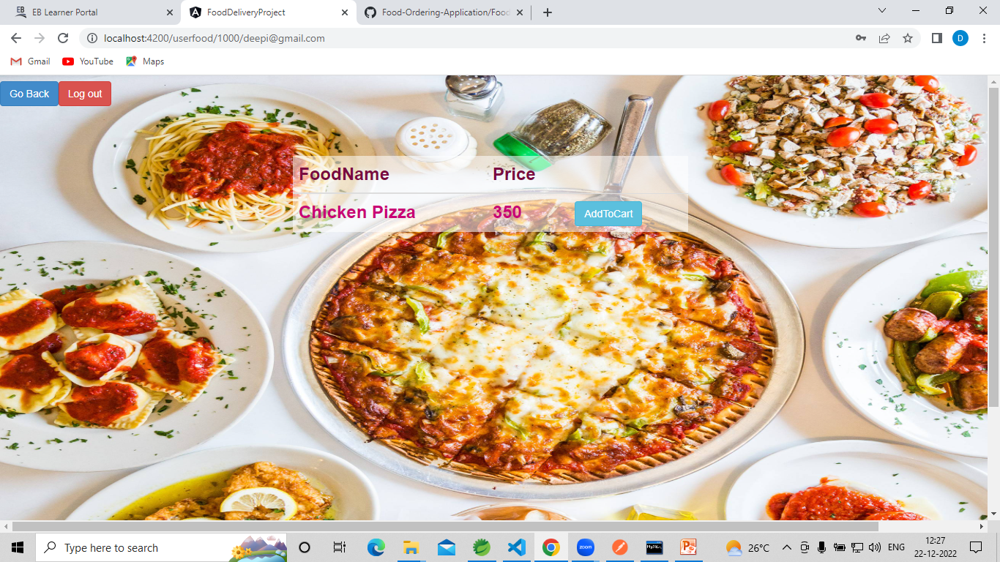 EB Learner Portal
FoodDeliveryProject
Food-Ordering-Application/Food
localhost:4200/userfood/1000/deepi@gmail.com
D
Gmail
YouTube
Maps
Go Back
Log out
FoodName
Price
Chicken Pizza
350
AddToCart
Type here to search
zoom
26°C
ENG
12:27
22-12-2022